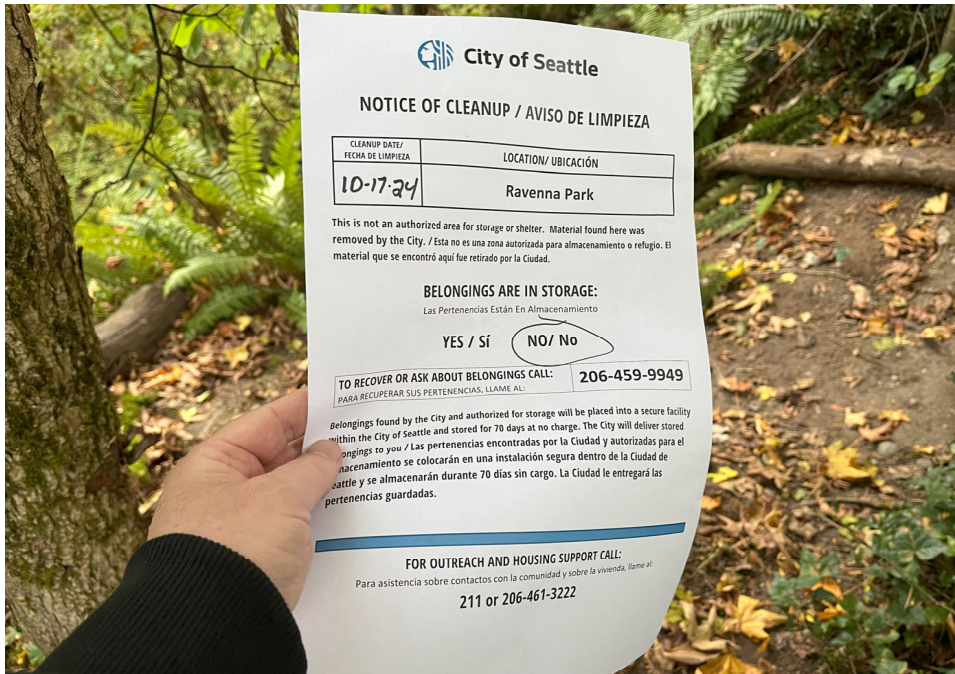 City of Seattle
NOTICE OF CLEANUP / AVISO DE LIMPIEZA
CLEANUP DATE/
FECHA DE LIMPIEZA
LOCATION/ UBICACIÓN
10-17-24
Ravenna Park
This is not an authorized area for storage or shelter. Material found here was
removed by the City. / Esta no es una zona autorizada para almacenamiento o refugio. El
material que se encontró aquí fue retirado por la Ciudad.
BELONGINGS ARE IN STORAGE:
Las Pertenencias Están En Almacenamiento
YES / Sí NO/ No
TO RECOVER OR ASK ABOUT BELONGINGS CALL:
PARA RECUPERAR SUS PERTENENCIAS, LLAME AL:
206-459-9949
Belongings found by the City and authorized for storage will be placed into a secure facility
within the City of Seattle and stored for 70 days at no charge. The City will deliver stored
longings to you / Las pertenencias encontradas por la Ciudad y autorizadas para el
macenamiento se colocarán en una instalación segura dentro de la Ciudad de
eattle y se almacenarán durante 70 días sin cargo. La Ciudad le entregará las
pertenencias guardadas.
FOR OUTREACH AND HOUSING SUPPORT CALL:
Para asistencia sobre contactos con la comunidad y sobre la vivienda, llame al:
211 or 206-461-3222